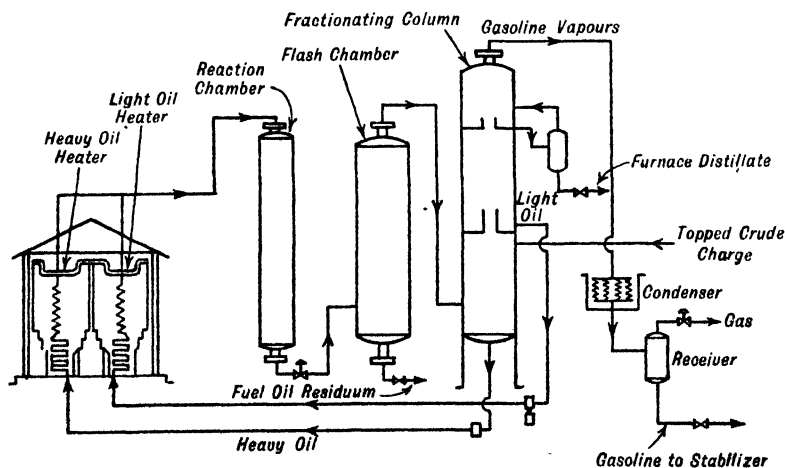 Fractionating Column
Gasoline Vapours
Flash Chamber
Reaction
Chamber
Light Oil
Heater
Heavy Oil
Heater
Furnace Distillate
Light
Oil
Topped Crude
Charge
Condenser
Gas
Receiver
Fuel Oil Residuum
Heavy Oil
Gasoline to Stabilizer